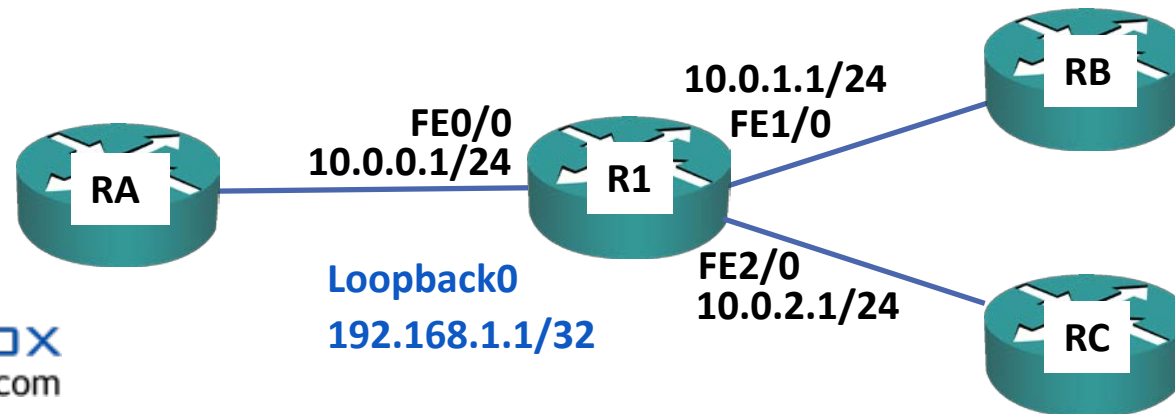 RB
10.0.1.1/24
FE1/0
FE0/0
10.0.0.1/24
RA
R1
Loopback0
192.168.1.1/32
FE2/0
10.0.2.1/24
RC
com